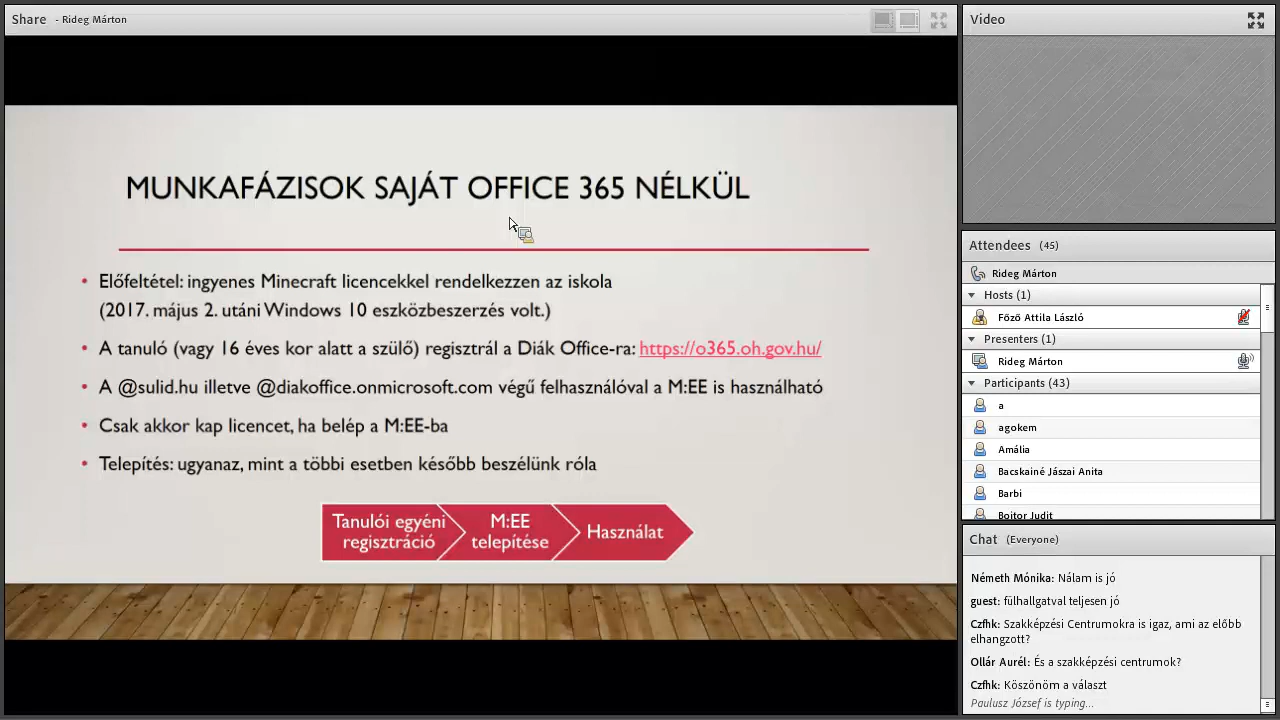 Share - Rideg Márton
MUNKAFÁZISOK SAJÁT OFFICE 365 NÉLKÜL
• Előfeltétel: ingyenes Minecraft licencekkel rendelkezzen az iskola
(2017. május 2. utáni Windows 10 eszközbeszerzés volt.)
• A tanuló (vagy 16 éves kor alatt a szülő) regisztrál a Diák Office-ra: https://o365.oh.gov.hu/
• A @sulid.hu illetve @diakoffice.onmicrosoft.com végű felhasználóval a M:EE is használható
• Csak akkor kap licencet, ha belép a M:EE-ba
• Telepítés: ugyanaz, mint a többi esetben később beszélünk róla
Tanulói egyéni
regisztráció
M:EE
telepítése
Használat
Video
Attendees (45)
Rideg Márton
Hosts (1)
Főző Attila László
Presenters (1)
Rideg Márton
Participants (43)
a
agokem
Amália
Bacskainé Jászai Anita
Barbi
Boitor Judit
Chat (Everyone)
Németh Mónika: Nálam is jó
guest: fülhallgatval teljesen jó
Czfhk: Szakképzési Centrumokra is igaz, ami az előbb
elhangzott?
Ollár Aurél: És a szakképzési centrumok?
Czfhk: Köszönöm a választ
Paulusz József is typing...